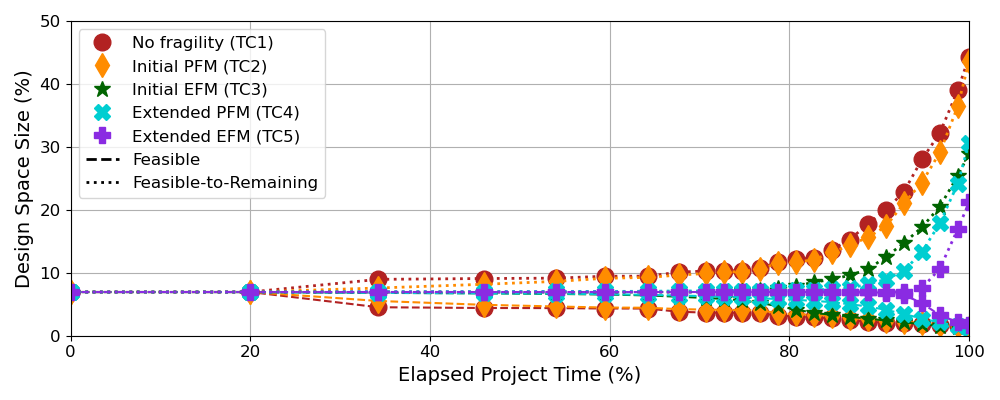 50
40
30
20
10
0
Design Space Size (%)
No fragility (TC1)
Initial PFM (TC2)
Initial EFM (TC3)
Extended PFM (TC4)
Extended EFM (TC5)
Feasible
Feasible-to-Remaining
0 20 40 60 80 100
Elapsed Project Time (%)